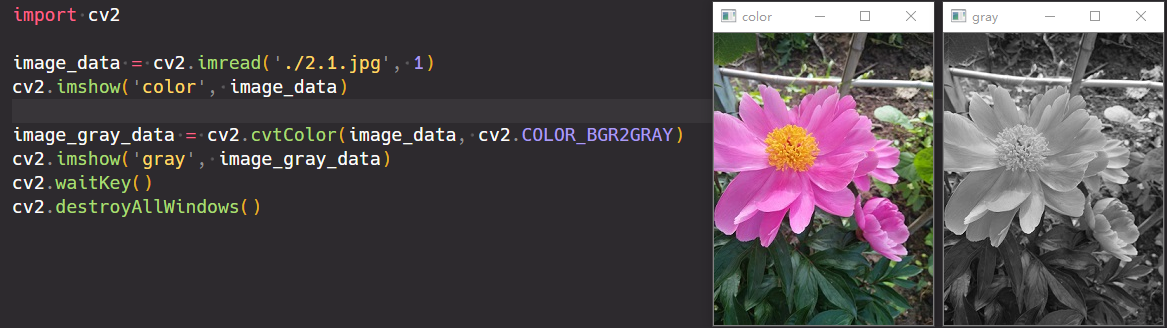 import cv2
image_data = cv2.imread('./2.1.jpg', 1)
cv2.imshow('color', image_data)
image_gray_data = cv2.cvtColor(image_data, cv2.COLOR_BGR2GRAY)
cv2.imshow('gray', image_gray_data)
cv2.waitKey()
cv2.destroyAllWindows()
color
gray